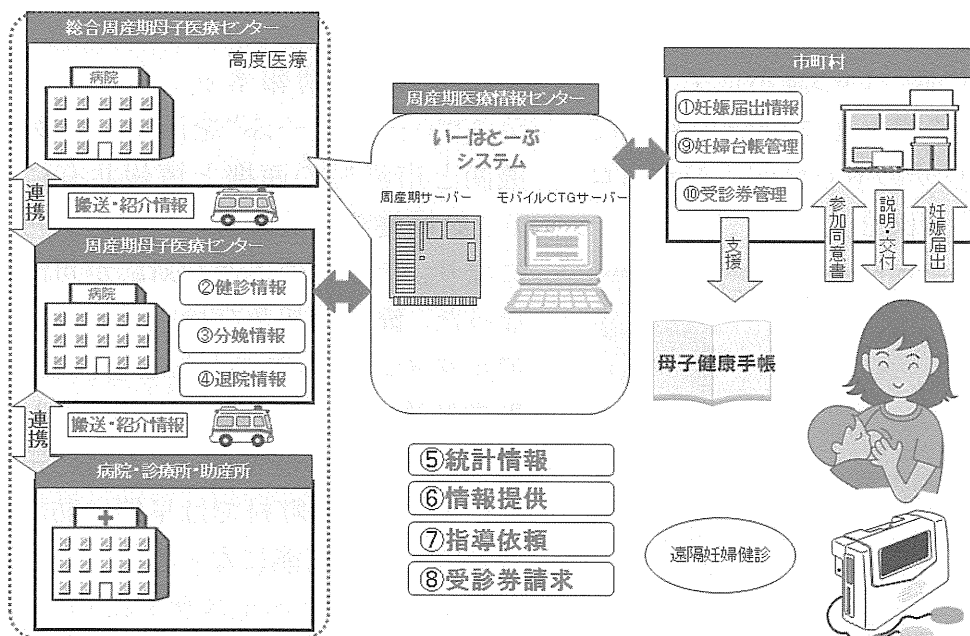 総合周産期母子医療センター
高度医療
病院
連携
搬送・紹介情報
周産期母子医療センター
病院
②健診情報
③分娩情報
④退院情報
連携
搬送・紹介情報
病院・診療所・助産所
周産期医療情報センター
いーはとーぶ
システム
周産期サーバー
モバイルCTGサーバー
⑤統計情報
⑥情報提供
⑦指導依頼
⑧受診券請求
市町村
①妊娠届出情報
⑨妊婦台帳管理
⑩受診券管理
支援
参加同意書
説明・交付
妊娠届出
母子健康手帳
遠隔妊婦健診